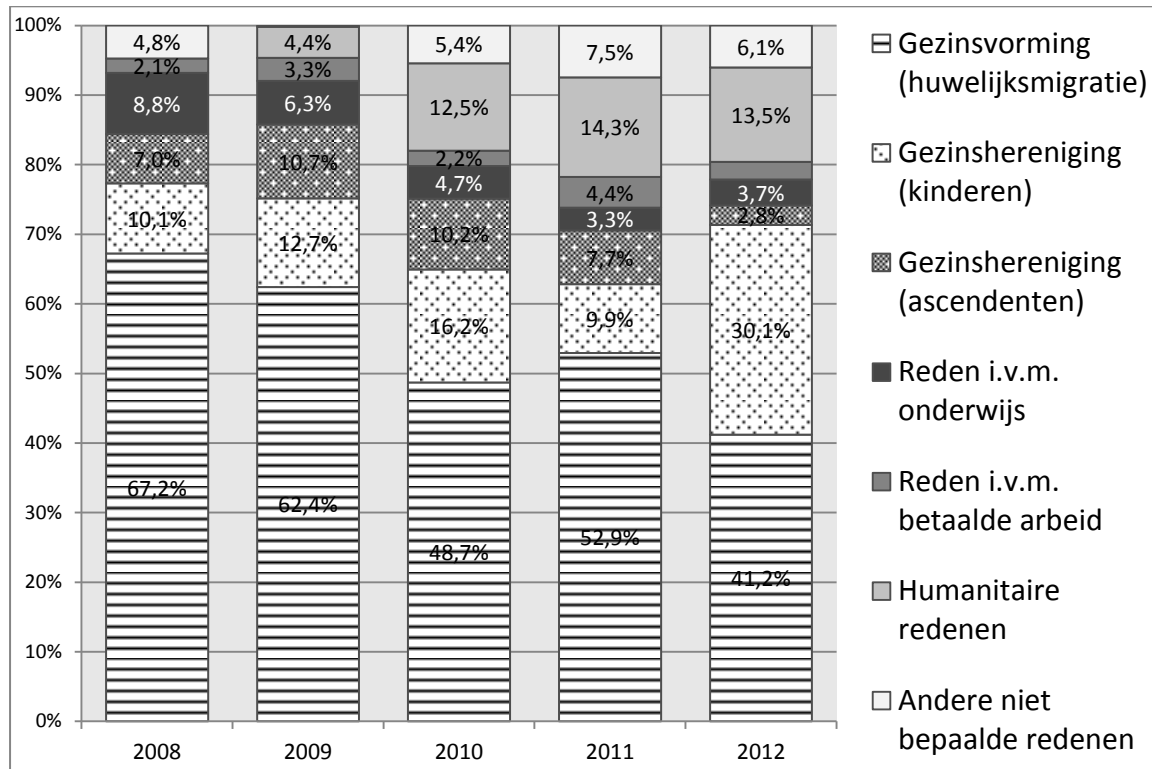 100%
90%
80%
70%
60%
50%
40%
30%
20%
10%
0%
4,8%
2,1%
8,8%
7,0%
10,1%
67,2%
4,4%
3,3%
6,3%
10,7%
12,7%
62,4%
5,4%
12,5%
2,2%
4,7%
10,2%
16,2%
48,7%
7,5%
14,3%
4,4%
3,3%
7,7%
9,9%
52,9%
6,1%
13,5%
3,7%
2,8%
30,1%
41,2%
2008 2009 2010 2011 2012
Gezinsvorming
(huwelijksmigratie)
Gezinshereniging
(kinderen)
Gezinshereniging
(ascendenten)
Reden i.v.m.
onderwijs
Reden i.v.m.
betaalde arbeid
Humanitaire
redenen
Andere niet
bepaalde redenen